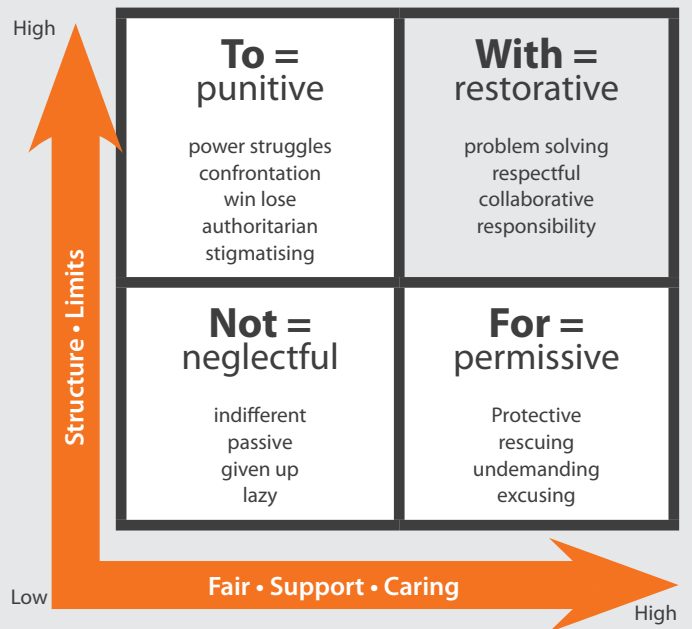 High
To =
punitive
power struggles
confrontation
win lose
authoritarian
stigmatising
With =
restorative
problem solving
respectful
collaborative
responsibility
Structure • Limits
Not =
neglectful
indifferent
passive
given up
lazy
For =
permissive
Protective
rescuing
undemanding
excusing
Low
Fair • Support • Caring
High